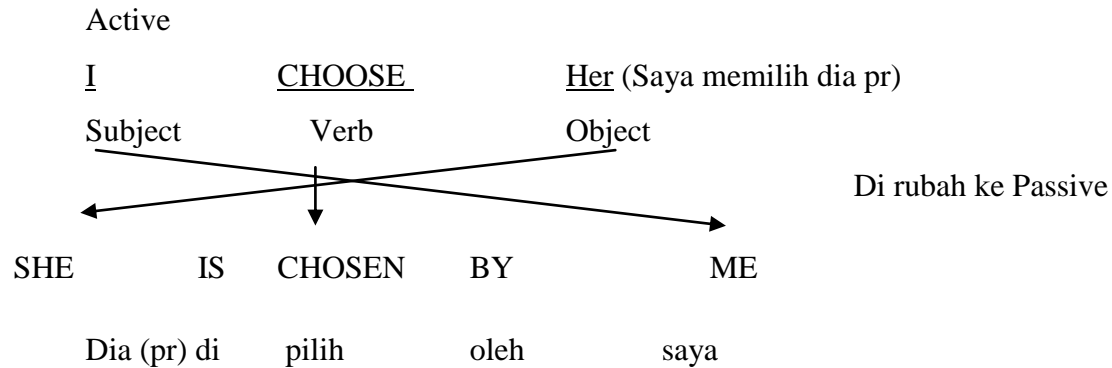 Active
I CHOOSE Her (Saya memilih dia pr)
Subject Verb Object
Di rubah ke Passive
SHE IS CHOSEN BY ME
Dia (pr) di pilih oleh saya